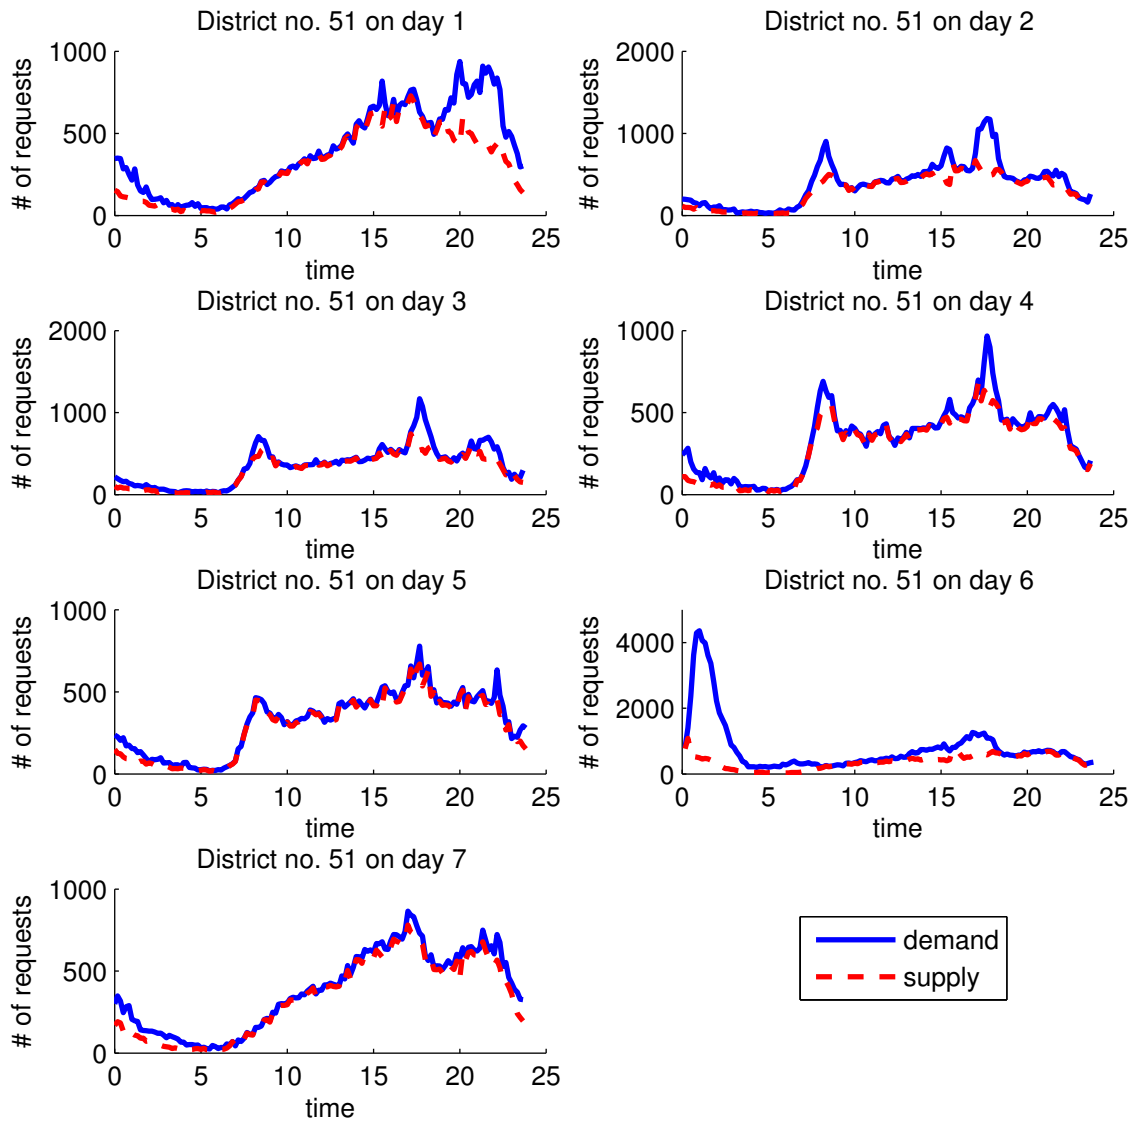 District no. 51 on day 1
# of requests
1000
500
0
0 5 10 15 20 25
time
District no. 51 on day 2
# of requests
2000
1000
0
0 5 10 15 20 25
time
District no. 51 on day 3
# of requests
2000
1000
0
0 5 10 15 20 25
time
District no. 51 on day 4
# of requests
1000
500
0
0 5 10 15 20 25
time
District no. 51 on day 5
# of requests
1000
500
0
0 5 10 15 20 25
time
District no. 51 on day 6
# of requests
4000
2000
0
0 5 10 15 20 25
time
District no. 51 on day 7
# of requests
1000
500
0
0 5 10 15 20 25
time
demand
supply